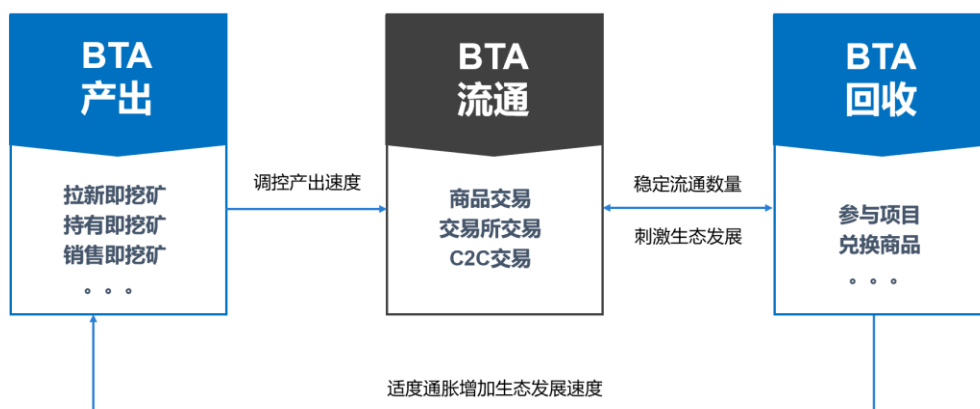 BTA
产出
拉新即挖矿
持有即挖矿
销售即挖矿
。。。
调控产出速度
BTA
流通
商品交易
交易所交易
C2C交易
稳定流通数量
刺激生态发展
BTA
回收
参与项目
兑换商品
。。。
适度通胀增加生态发展速度